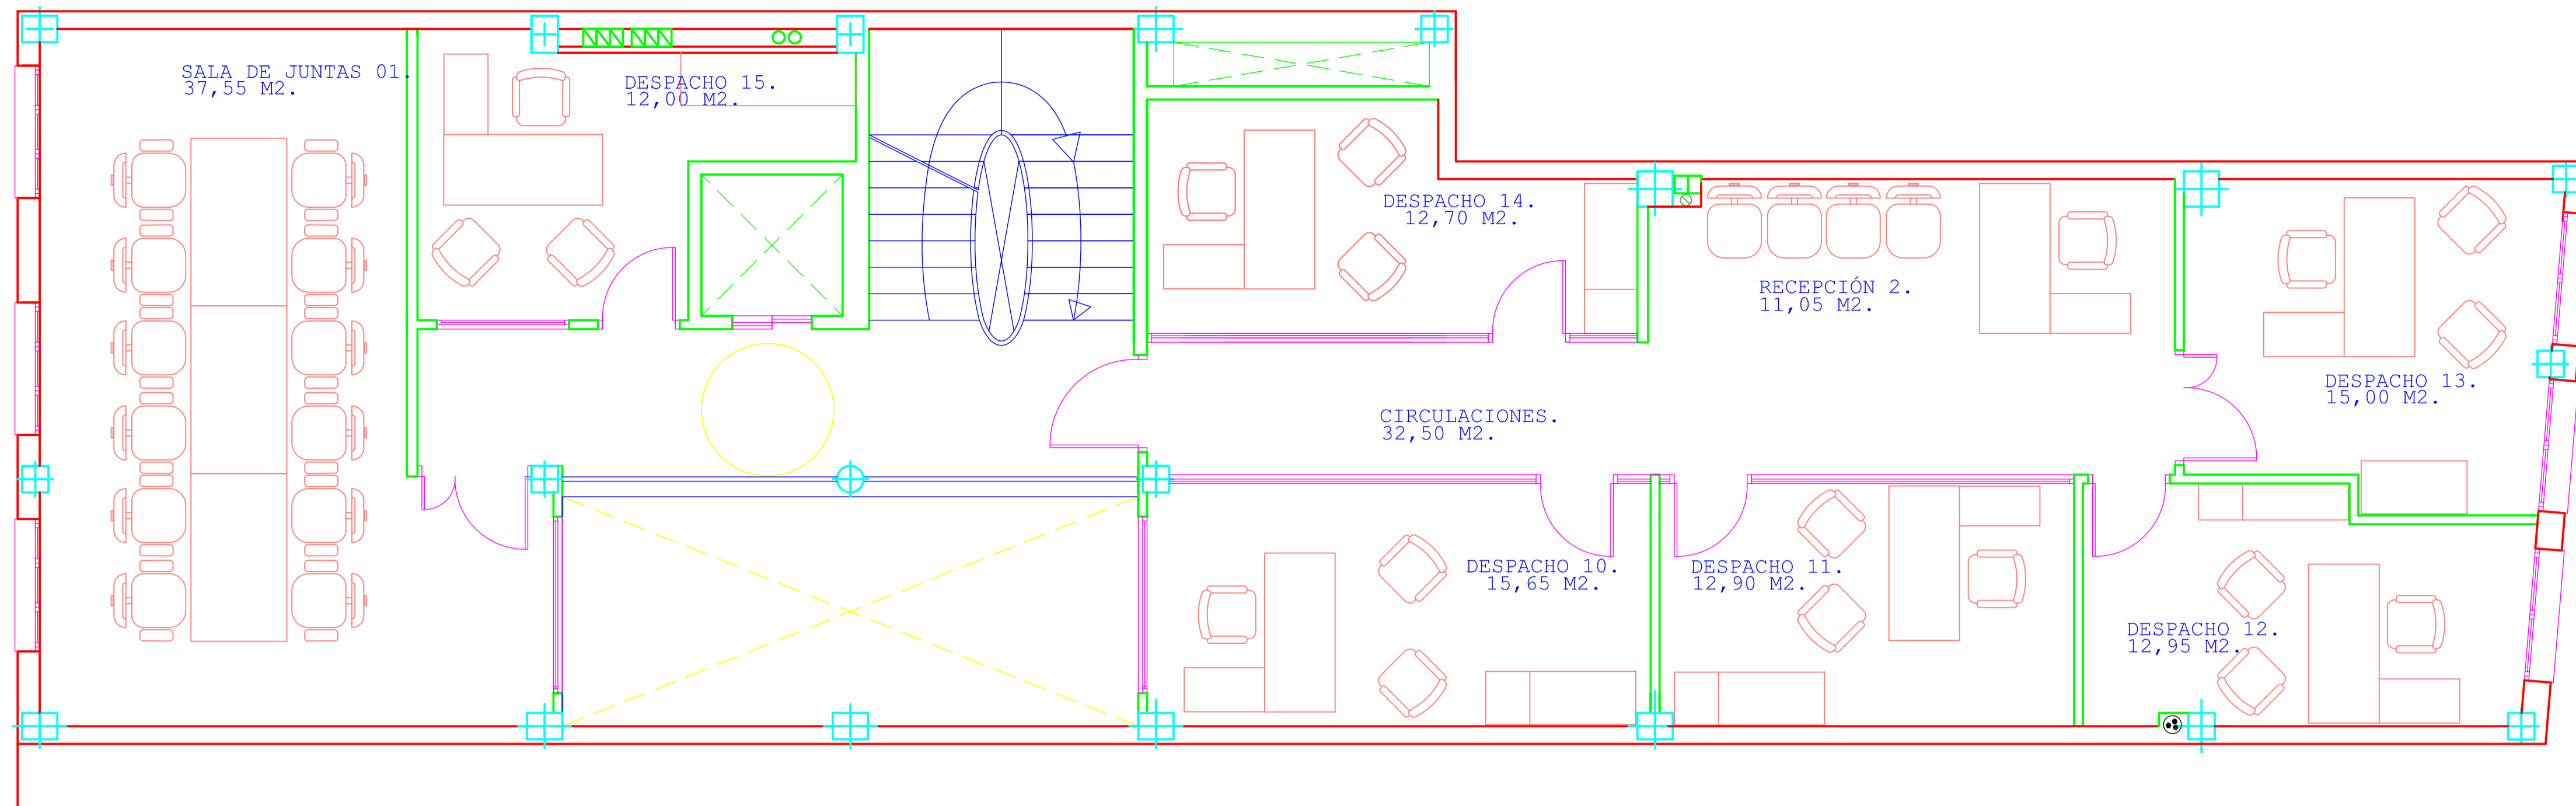 SALA DE JUNTAS 01.
37,55 M2.
DESPACHO 15.
12,00 M2.
DESPACHO 14.
12,70 M2.
RECEPCIÓN 2.
11,05 M2.
DESPACHO 13.
15,00 M2.
CIRCULACIONES.
32,50 M2.
DESPACHO 10.
15,65 M2.
DESPACHO 11.
12,90 M2.
DESPACHO 12.
12,95 M2.